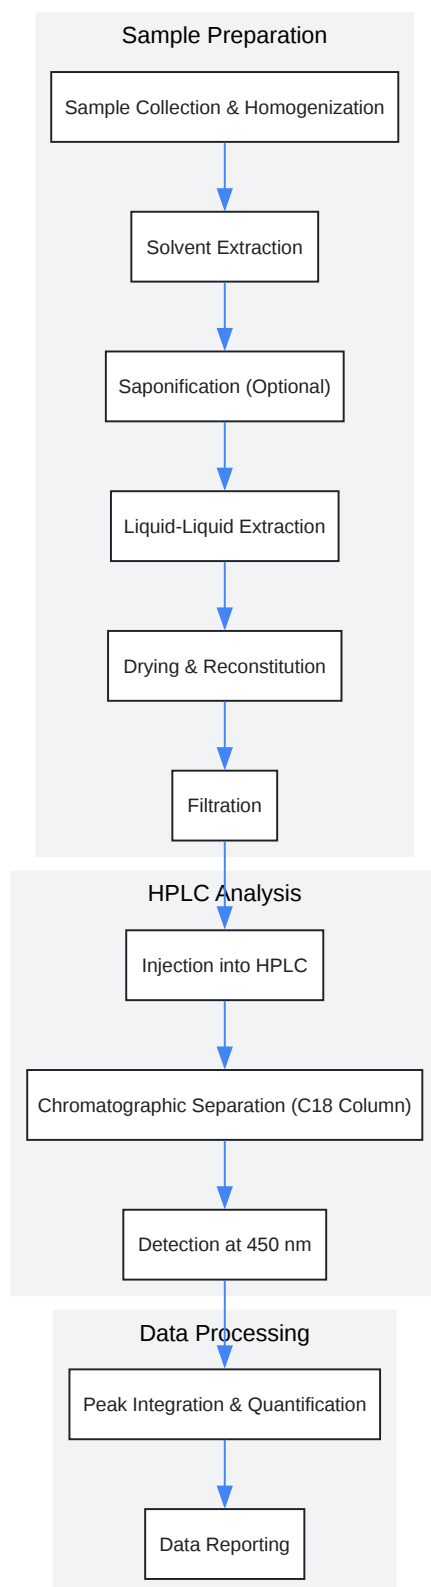 Sample Preparation
Sample Collection & Homogenization
Solvent Extraction
Saponification (Optional)
Liquid-Liquid Extraction
Drying & Reconstitution
Filtration
HPLC Analysis
Injection into HPLC
Chromatographic Separation (C18 Column)
Detection at 450 nm
Data Processing
Peak Integration & Quantification
Data Reporting